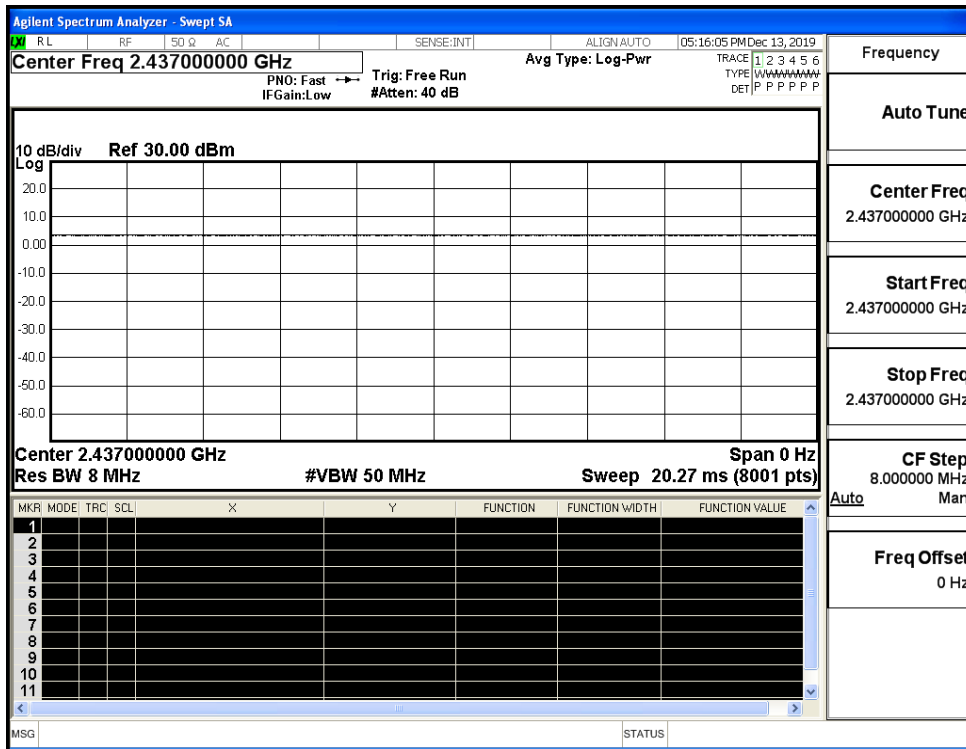 Agilent Spectrum Analyzer - Swept SA
LXI RL RF 50 Ω AC SENSE:INT ALIGNAUTO 05:16:05 PM Dec 13, 2019
Center Freq 2.437000000 GHz
PNO: Fast
IFGain:Low
Trig: Free Run
#Atten: 40 dB
Avg Type: Log-Pwr
TRACE 1 2 3 4 5 6
TYPE WWWWWW
DET P P P P P P
10 dB/div Ref 30.00 dBm
Log
20.0
10.0
0.00
-10.0
-20.0
-30.0
-40.0
-50.0
-60.0
Center 2.437000000 GHz Span 0 Hz
Res BW 8 MHz #VBW 50 MHz Sweep 20.27 ms (8001 pts)
MKR MODE TRC SCL X Y FUNCTION FUNCTION WIDTH FUNCTION VALUE
1
2
3
4
5
6
7
8
9
10
11
MSG STATUS
Frequency
Auto Tune
Center Freq
2.437000000 GHz
Start Freq
2.437000000 GHz
Stop Freq
2.437000000 GHz
CF Step
8.000000 MHz
Auto Man
Freq Offset
0 Hz